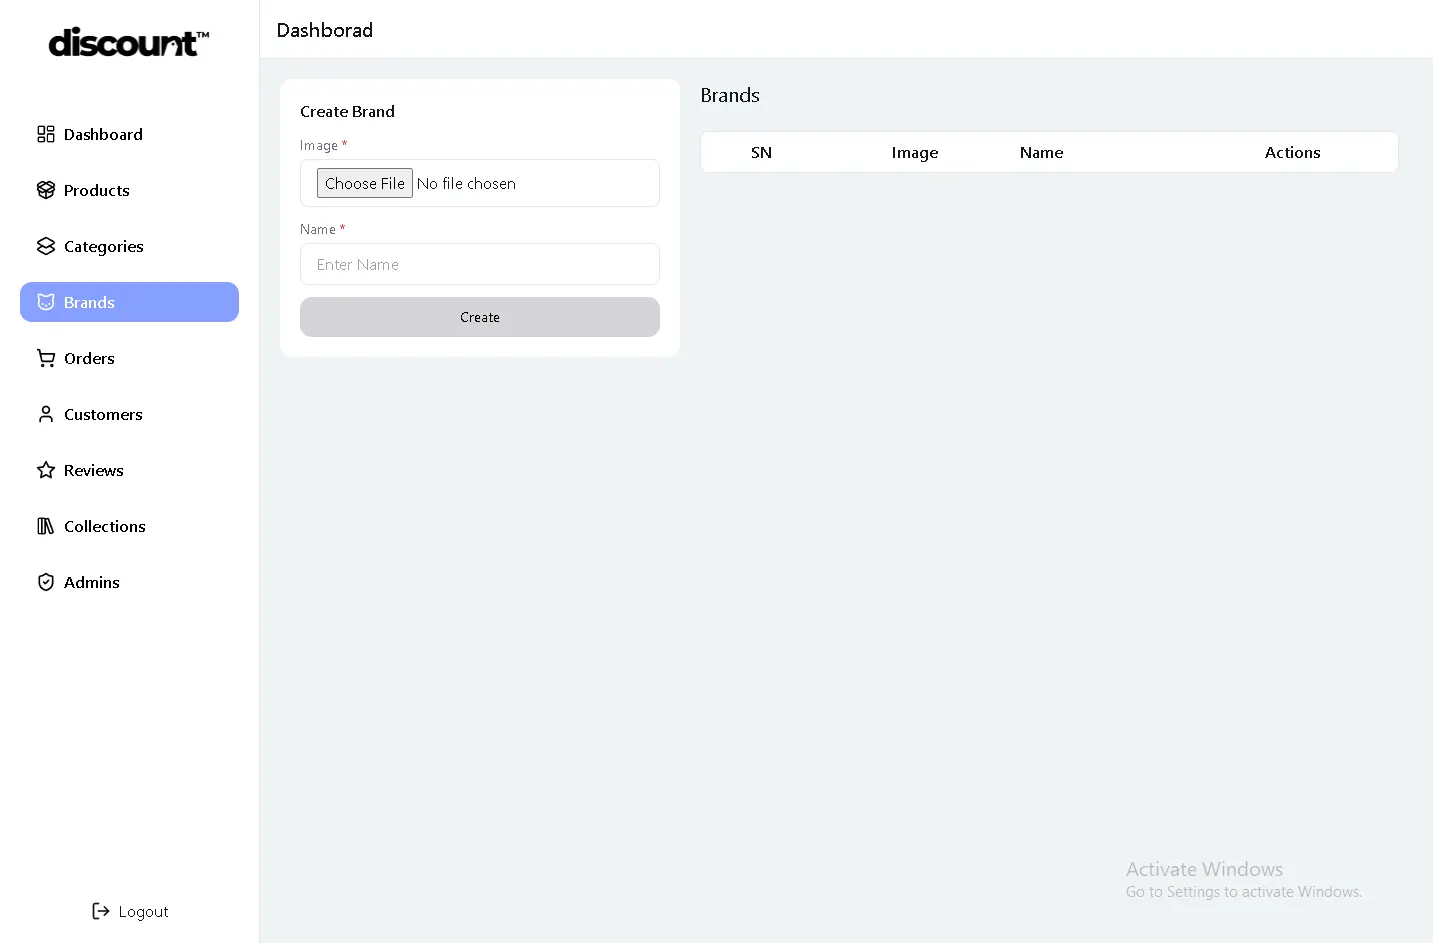 discount™
Dashboard
Products
Categories
Brands
Orders
Customers
Reviews
Collections
Admins
Logout
Dashborad
Create Brand
Image *
Choose File No file chosen
Name *
Enter Name
Create
Brands
SN Image Name Actions
Activate Windows
Go to Settings to activate Windows.